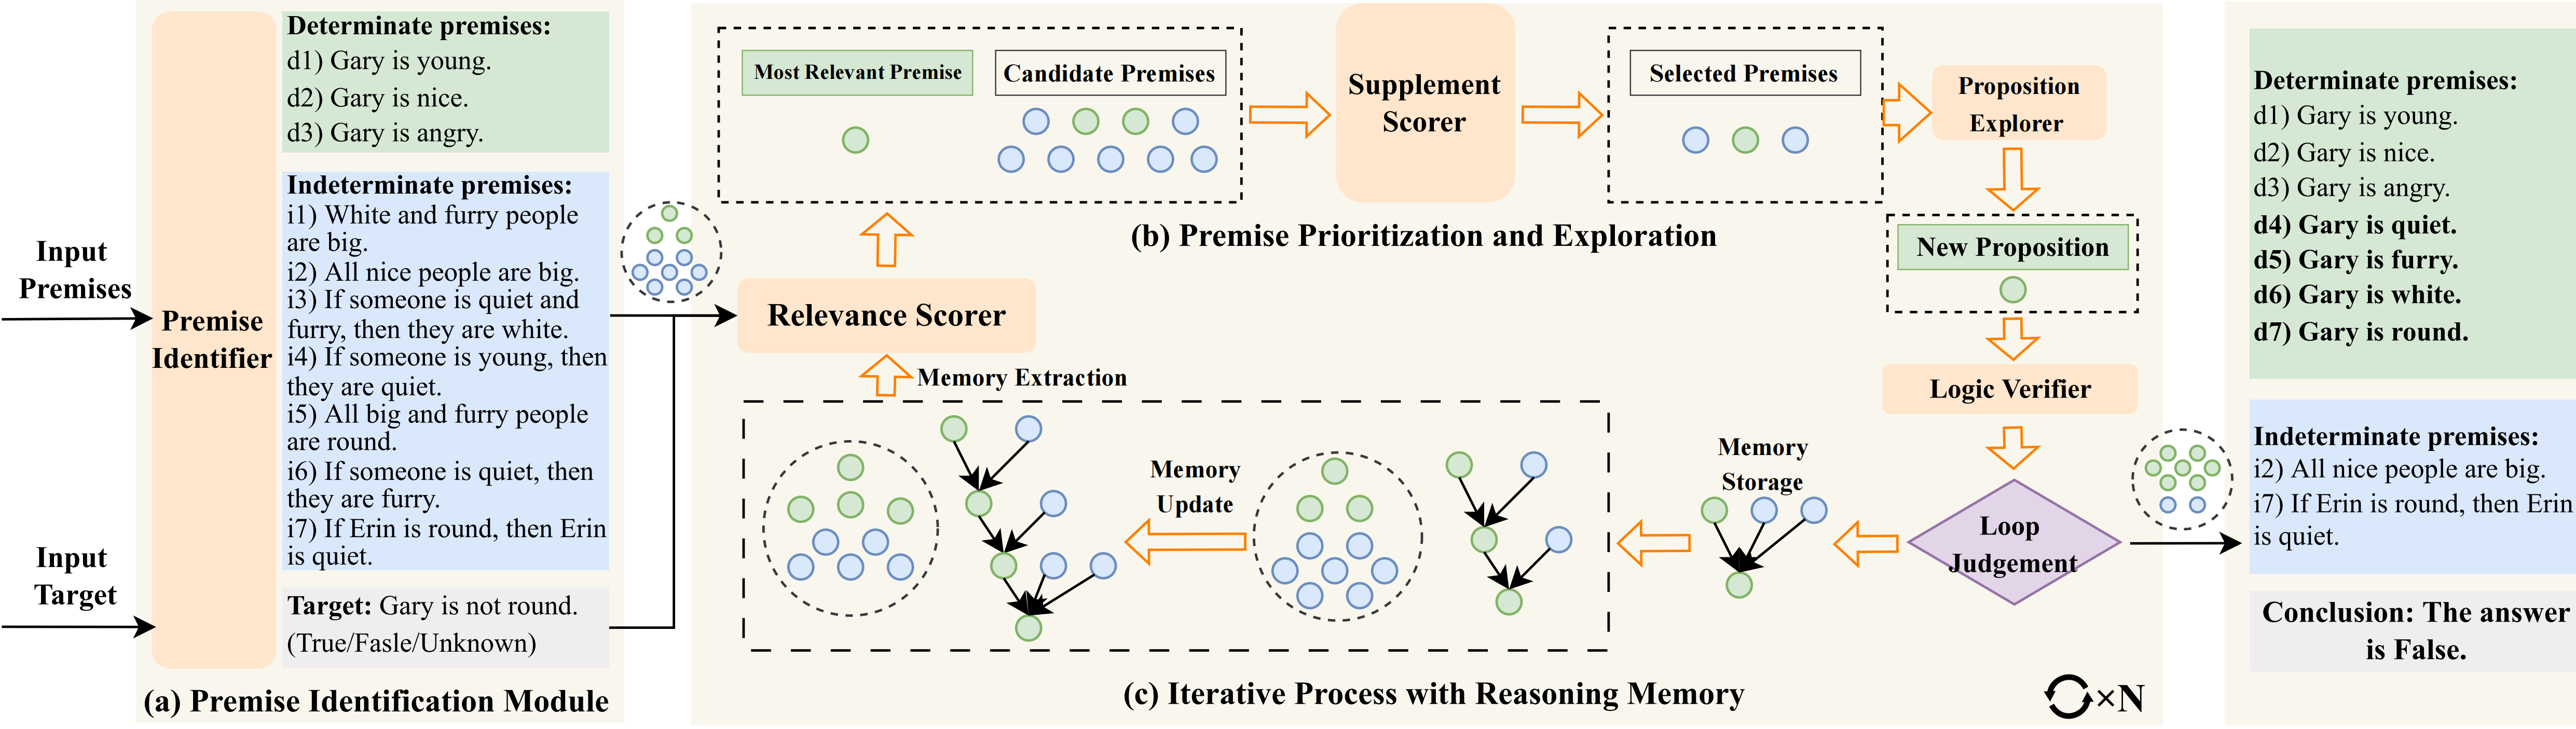 Input
Premises
Input
Target
Premise
Identifier
Determinate premises:
d1) Gary is young.
d2) Gary is nice.
d3) Gary is angry.
Indeterminate premises:
i1) White and furry people
are big.
i2) All nice people are big.
i3) If someone is quiet and
furry, then they are white.
i4) If someone is young, then
they are quiet.
i5) All big and furry people
are round.
i6) If someone is quiet, then
they are furry.
i7) If Erin is round, then Erin
is quiet.
Target: Gary is not round.
(True/Fasle/Unknown)
(a) Premise Identification Module
Most Relevant Premise
Candidate Premises
Supplement
Scorer
Selected Premises
Proposition
Explorer
(b) Premise Prioritization and Exploration
New Proposition
Relevance Scorer
Memory Extraction
Logic Verifier
Memory
Update
Memory
Storage
Loop
Judgement
(c) Iterative Process with Reasoning Memory
×N
Determinate premises:
d1) Gary is young.
d2) Gary is nice.
d3) Gary is angry.
d4) Gary is quiet.
d5) Gary is furry.
d6) Gary is white.
d7) Gary is round.
Indeterminate premises:
i2) All nice people are big.
i7) If Erin is round, then Erin
is quiet.
Conclusion: The answer
is False.